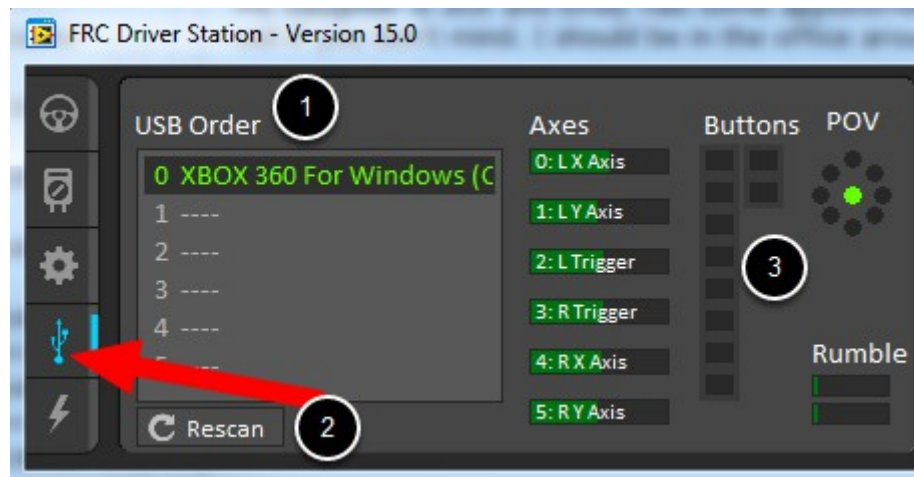 FRC Driver Station - Version 15.0
1
USB Order
Axes
Buttons
POV
0 XBOX 360 For Windows (C
1 ----
2 ----
3 ----
4 ----
0: L X Axis
1: L Y Axis
2: L Trigger
3: R Trigger
4: R X Axis
5: R Y Axis
3
Rumble
Rescan
2